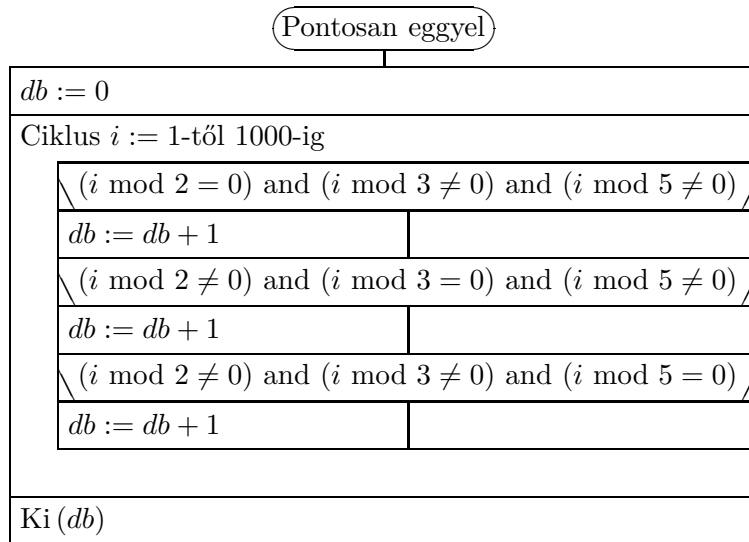 Pontosan eggyel
db := 0
Ciklus i := 1-től 1000-ig
(i mod 2 = 0) and (i mod 3 ≠ 0) and (i mod 5 ≠ 0)
db := db + 1
(i mod 2 ≠ 0) and (i mod 3 = 0) and (i mod 5 ≠ 0)
db := db + 1
(i mod 2 ≠ 0) and (i mod 3 ≠ 0) and (i mod 5 = 0)
db := db + 1
Ki (db)